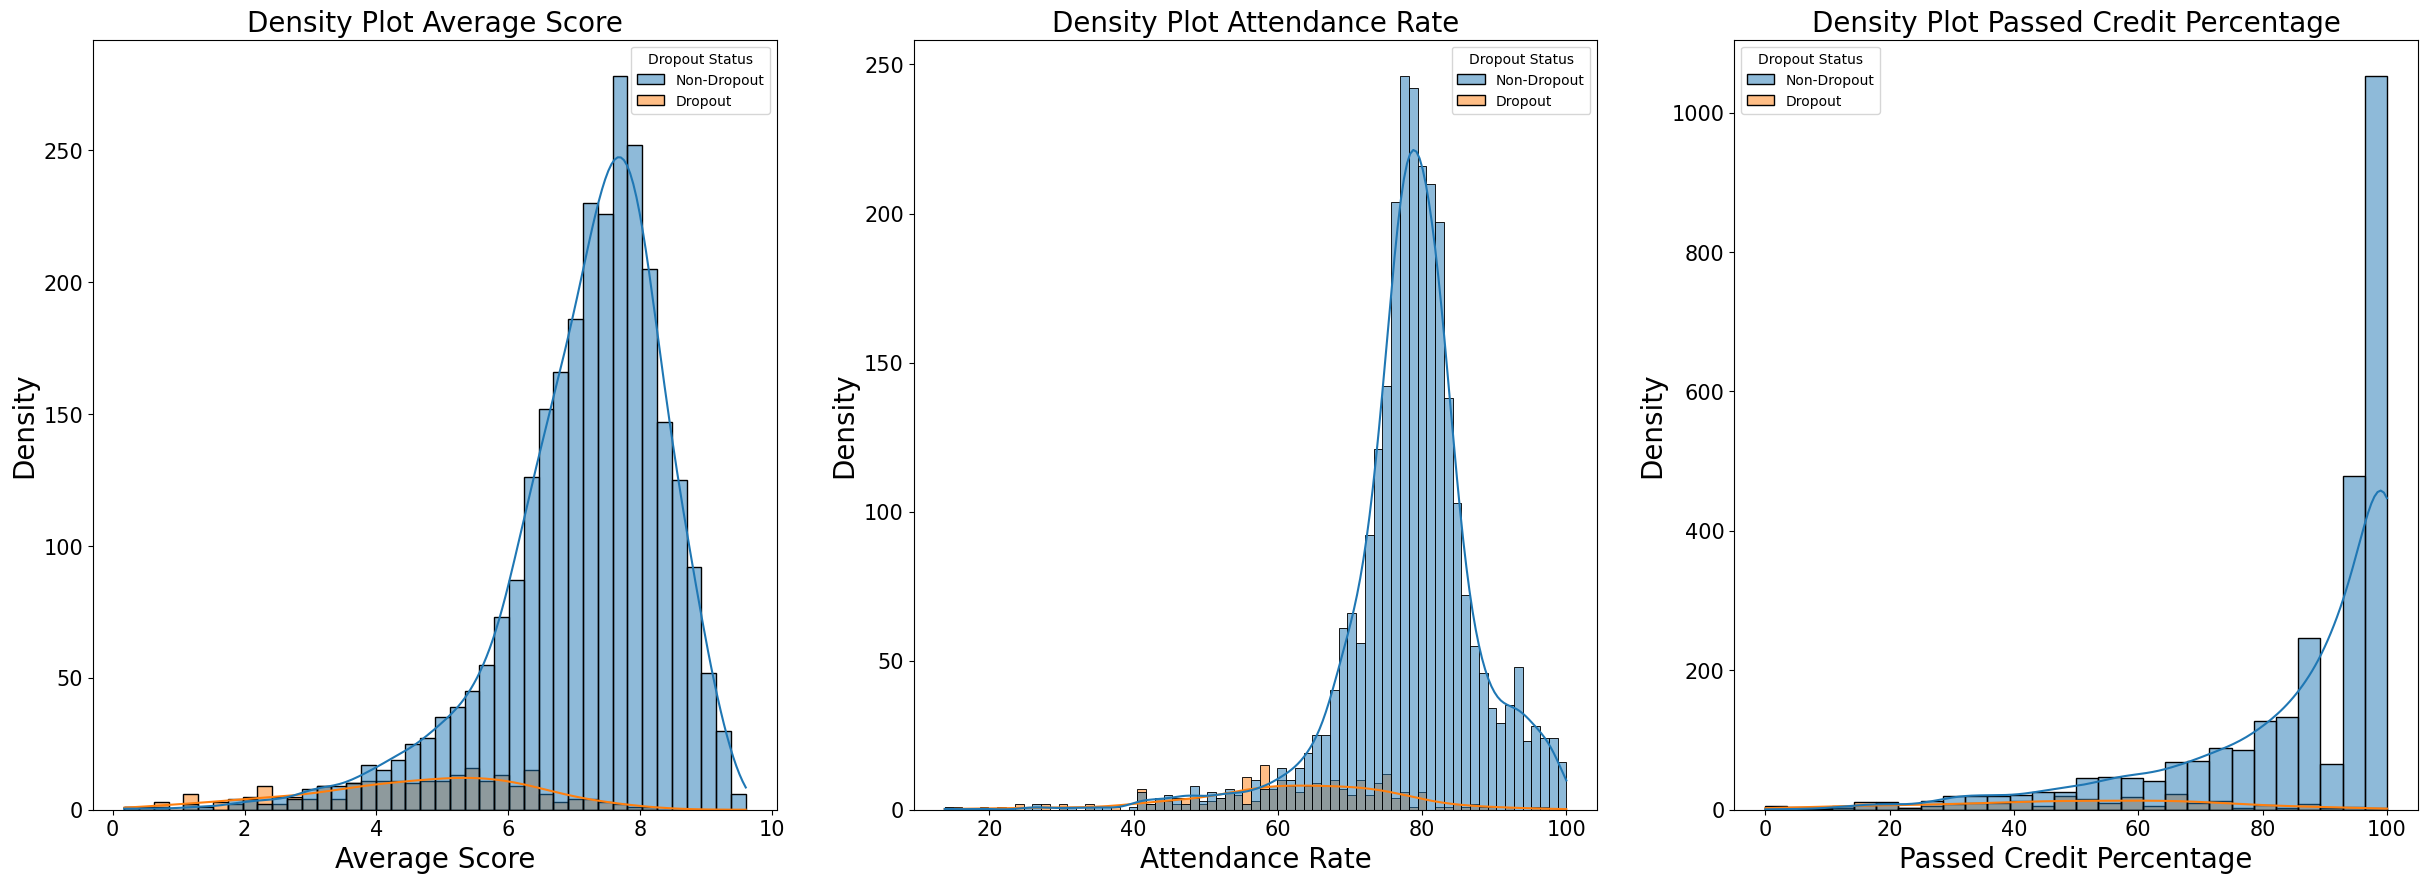 Density Plot Average Score
Dropout Status
Non-Dropout
Dropout
250
200
150
100
50
0
Density
0 2 4 6 8 10
Average Score
Density Plot Attendance Rate
Dropout Status
Non-Dropout
Dropout
250
200
150
100
50
0
Density
20 40 60 80 100
Attendance Rate
Density Plot Passed Credit Percentage
Dropout Status
Non-Dropout
Dropout
1000
800
600
400
200
0
Density
0 20 40 60 80 100
Passed Credit Percentage